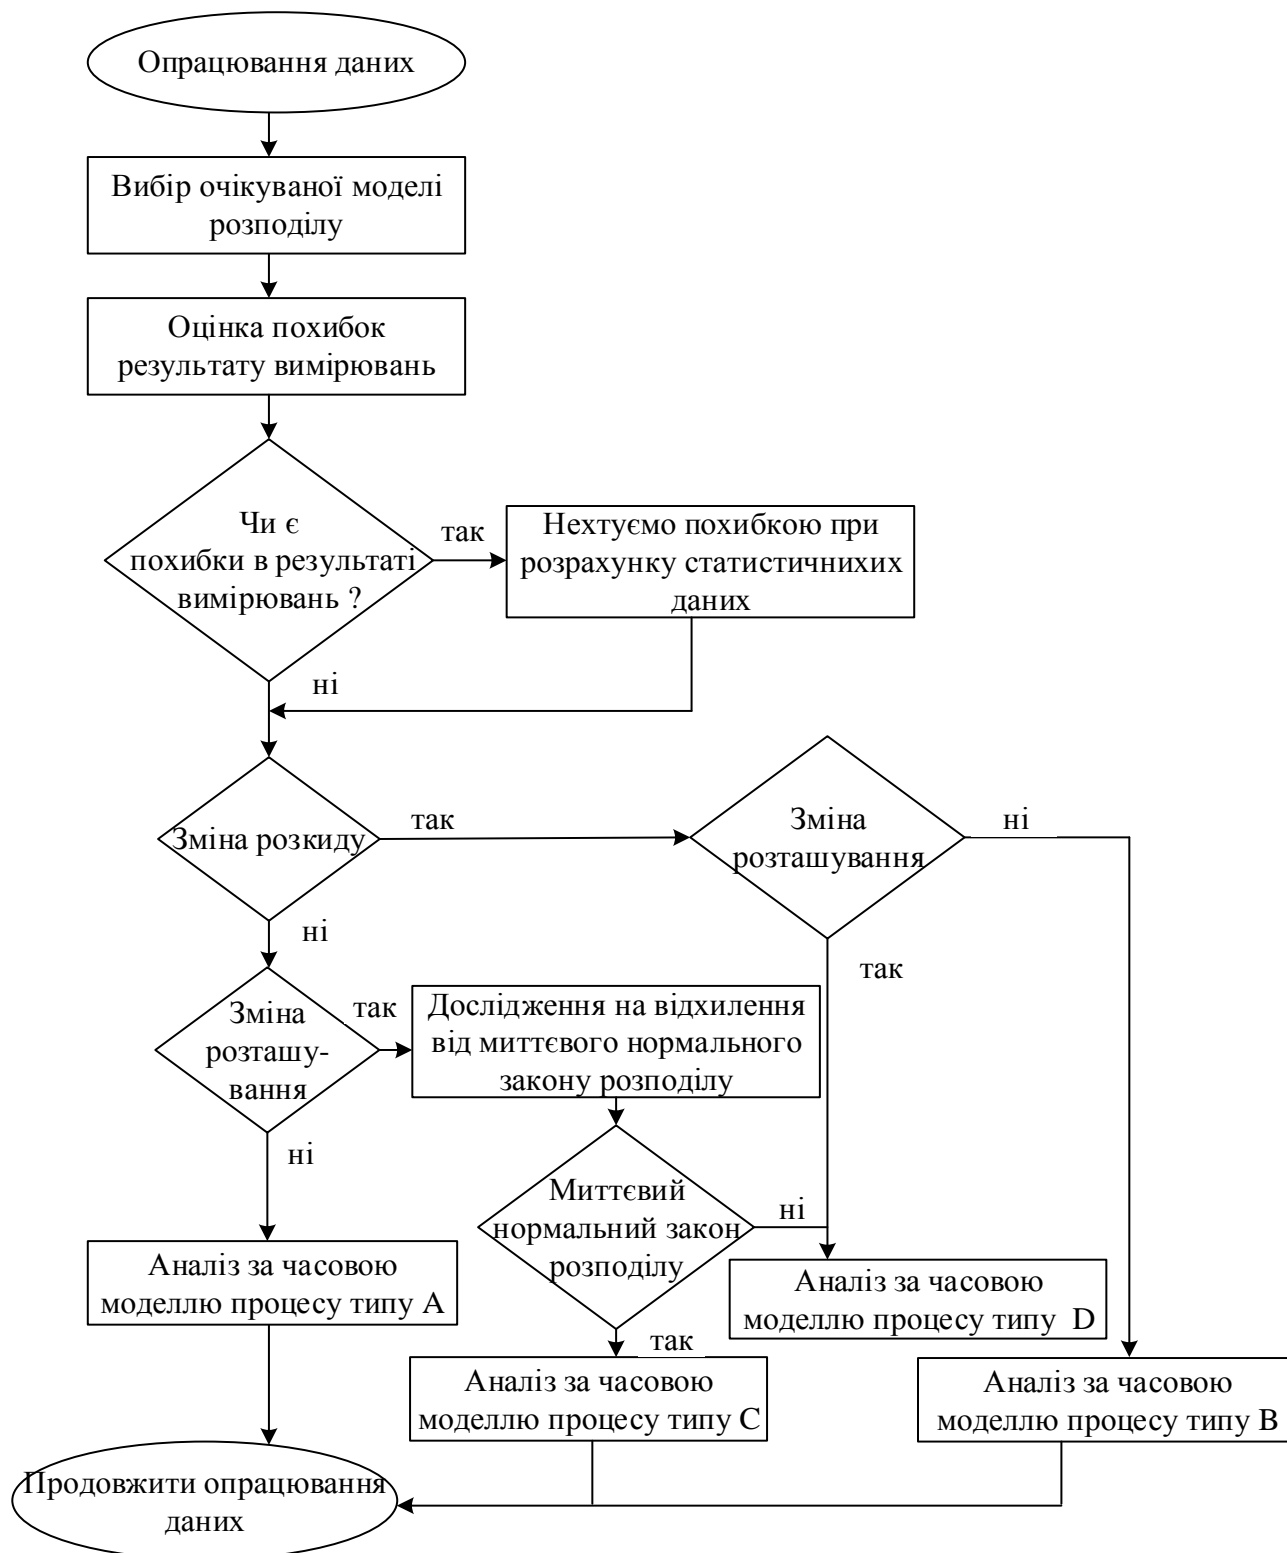 Опрацювання даних
Вибір очікуваної моделі
розподілу
Оцінка похибок
результату вимірювань
Чи є
похибки в результаті
вимірювань ?
так
Нехтуємо похибкою при
розрахунку статистичнихих
даних
ні
Зміна розкиду
так
Зміна
розташування
ні
ні
так
Зміна
розташу-
вання
так
Дослідження на відхилення
від миттєвого нормального
закону розподілу
ні
Миттєвий
нормальний закон
розподілу
ні
Аналіз за часовою
моделлю процесу типу А
Аналіз за часовою
моделлю процесу типу D
так
Аналіз за часовою
моделлю процесу типу С
Аналіз за часовою
моделлю процесу типу В
Продовжити опрацювання
даних